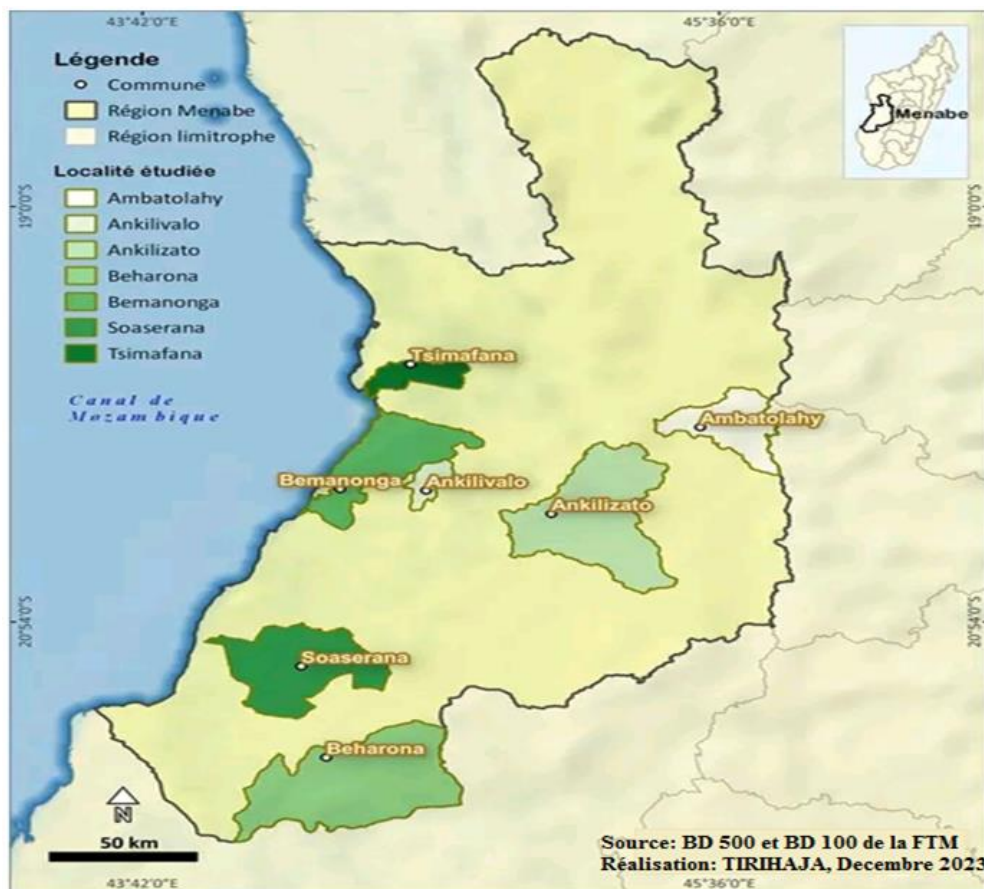 43°42'0"E 45°36'0"E
Légende
Commune
Région Menabe
Région limitrophe
Localité étudiée
Ambatolahy
Ankilivalo
Ankilizato
Beharona
Bemanonga
Soaserana
Tsimafana
Menabe
19°0'0"S 19°0'0"S
Canal de
Mozambique
Tsimafana
Ambatolahy
Bemanonga
Ankilivalo
Ankilizato
20°54'0"S 20°54'0"S
Soaserana
Beharona
N
50 km
Source: BD 500 et BD 100 de la FTM
Réalisation: TIRIHAJA, Decembre 2023
43°42'0"E 45°36'0"E